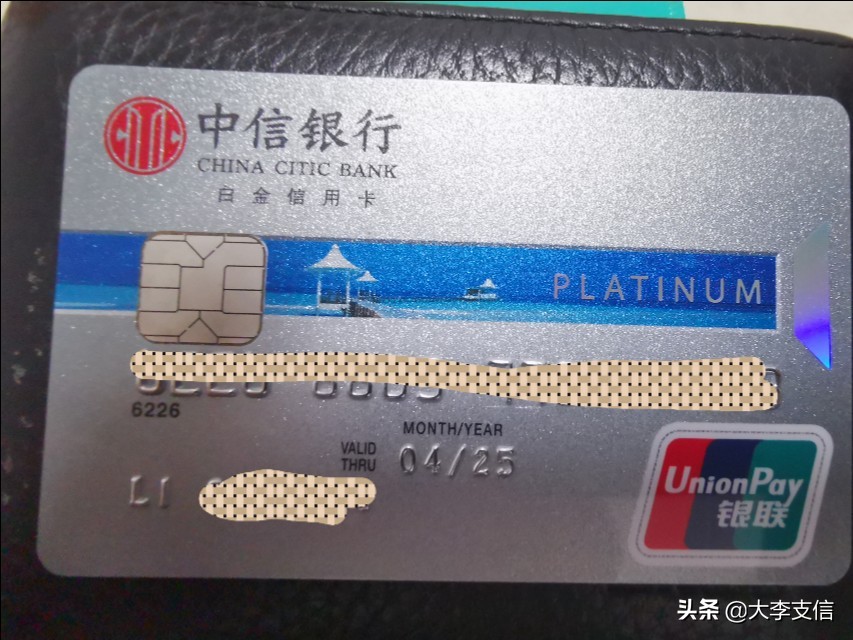 中信银行
CHINA CITIC BANK
白金信用卡
PLATINUM
6226
MONTH/YEAR
VALID
THRU
04/25
LI
UnionPay
银联
头条 @大李支信